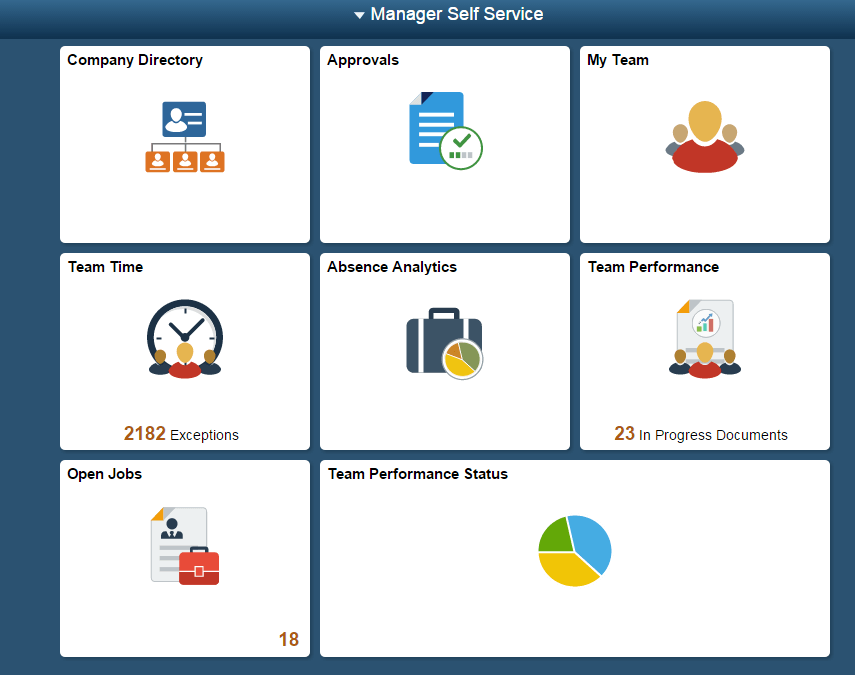 Manager Self Service
Company Directory
Approvals
My Team
Team Time
2182 Exceptions
Absence Analytics
Team Performance
23 In Progress Documents
Open Jobs
18
Team Performance Status